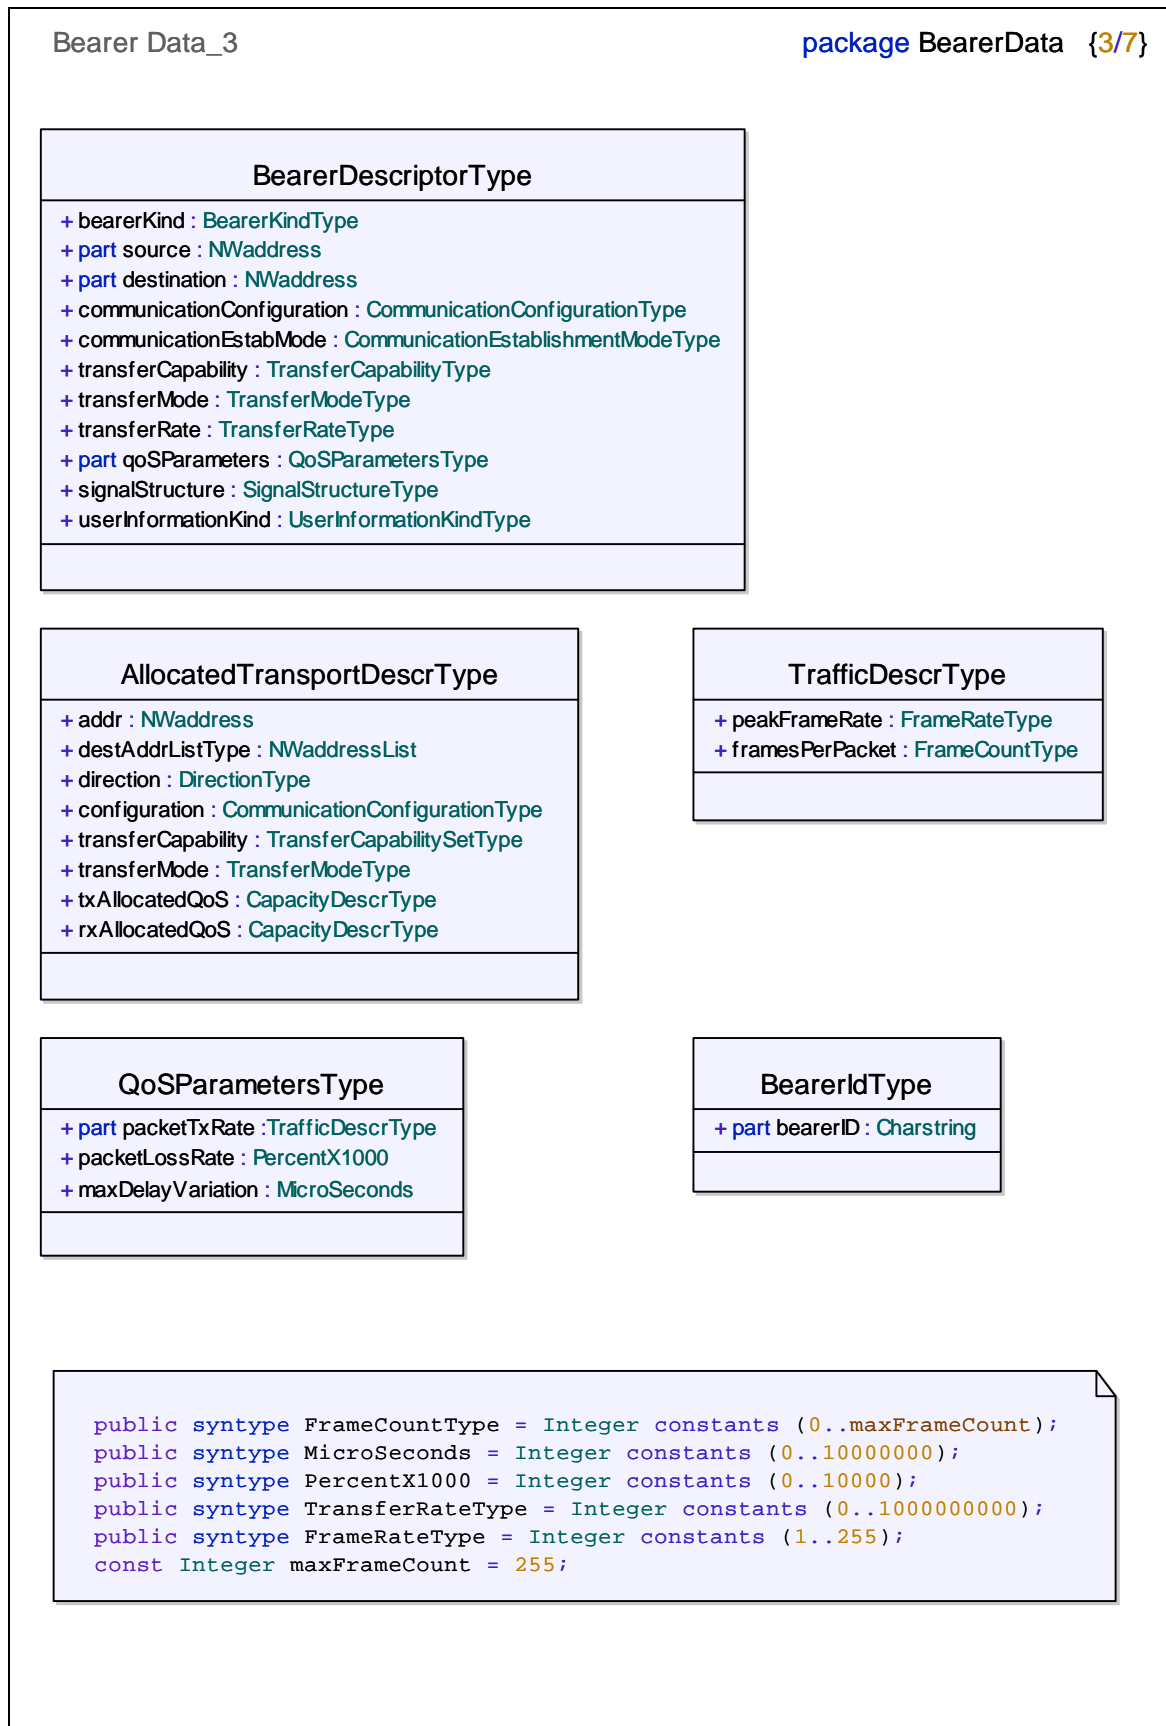 Bearer Data_3
package BearerData {3/7}
BearerDescriptorType
+ bearerKind : BearerKindType
+ part source : NWaddress
+ part destination : NWaddress
+ communicationConfiguration : CommunicationConfigurationType
+ communicationEstabMode : CommunicationEstablishmentModeType
+ transferCapability : TransferCapabilityType
+ transferMode : TransferModeType
+ transferRate : TransferRateType
+ part qoSParameters : QoSParametersType
+ signalStructure : SignalStructureType
+ userInformationKind : UserInformationKindType
AllocatedTransportDescrType
+ addr : NWaddress
+ destAddrListType : NWaddressList
+ direction : DirectionType
+ configuration : CommunicationConfigurationType
+ transferCapability : TransferCapabilitySetType
+ transferMode : TransferModeType
+ txAllocatedQoS : CapacityDescrType
+ rxAllocatedQoS : CapacityDescrType
TrafficDescrType
+ peakFrameRate : FrameRateType
+ framesPerPacket : FrameCountType
QoSParametersType
+ part packetTxRate :TrafficDescrType
+ packetLossRate : PercentX1000
+ maxDelayVariation : MicroSeconds
BearerIdType
+ part bearerID : Charstring
public syntype FrameCountType = Integer constants (0..maxFrameCount);
public syntype MicroSeconds = Integer constants (0..10000000);
public syntype PercentX1000 = Integer constants (0..10000);
public syntype TransferRateType = Integer constants (0..1000000000);
public syntype FrameRateType = Integer constants (1..255);
const Integer maxFrameCount = 255;